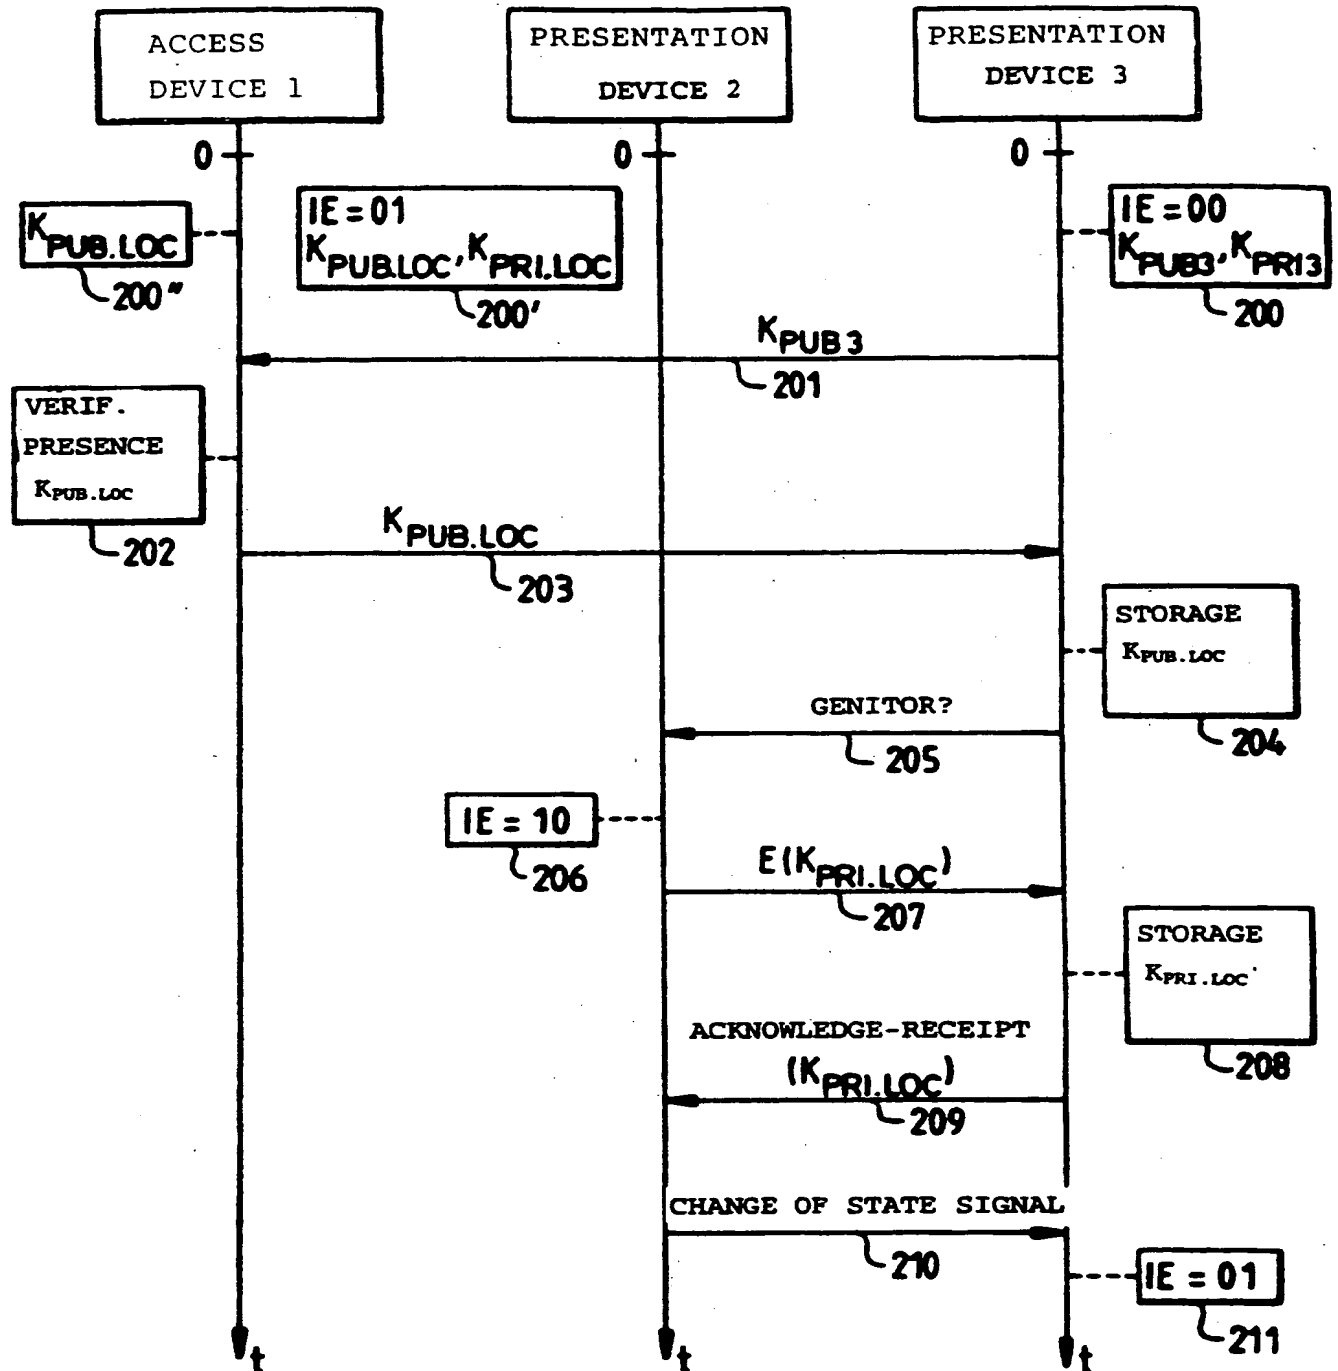 ACCESS
DEVICE 1
PRESENTATION
DEVICE 2
PRESENTATION
DEVICE 3
0
0
0
KPUB.LOC
200"
IE = 01
KPUB.LOC, KPRI.LOC
200'
IE = 00
KPUB3, KPRI3
200
KPUB3
201
VERIF.
PRESENCE
KPUB.LOC
202
KPUB.LOC
203
STORAGE
KPUB.LOC
204
GENITOR?
205
IE = 10
206
E(KPRI.LOC)
207
STORAGE
KPRI.LOC
208
ACKNOWLEDGE-RECEIPT
(KPRI.LOC)
209
CHANGE OF STATE SIGNAL
210
IE = 01
211
t
t
t